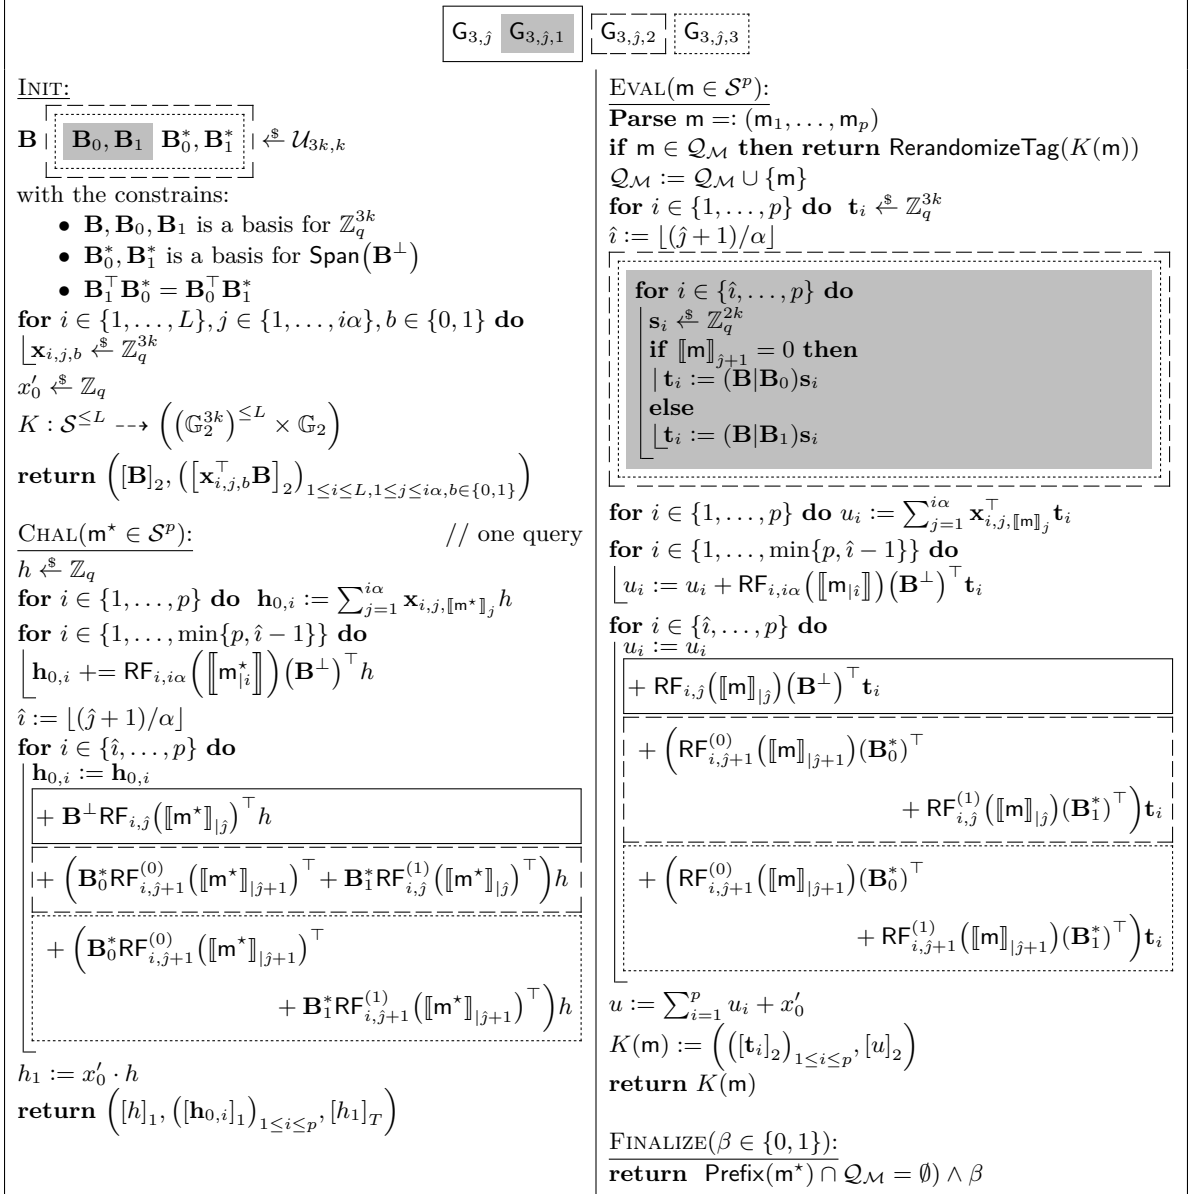 G_{3,ĵ} G_{3,ĵ,1} G_{3,ĵ,2} G_{3,ĵ,3}
INIT:
B B_0, B_1 B_0^*, B_1^* ←$ U_{3k,k}
with the constrains:
• B, B_0, B_1 is a basis for ℤ_q^{3k}
• B_0^*, B_1^* is a basis for Span(B^⊥)
• B_1^⊤ B_0^* = B_0^⊤ B_1^*
for i ∈ {1, …, L}, j ∈ {1, …, iα}, b ∈ {0, 1} do
x_{i,j,b} ←$ ℤ_q^{3k}
x'_0 ←$ ℤ_q
K : S^{≤L} ⇢ ((𝔾_2^{3k})^{≤L} × 𝔾_2)
return ([B]_2, ([x_{i,j,b}^⊤ B]_2)_{1≤i≤L,1≤j≤iα,b∈{0,1}})
CHAL(m^⋆ ∈ S^p): // one query
h ←$ ℤ_q
for i ∈ {1, …, p} do h_{0,i} := ∑_{j=1}^{iα} x_{i,j,⟦m^⋆⟧_j} h
for i ∈ {1, …, min{p, î − 1}} do
h_{0,i} += RF_{i,iα}(⟦m^⋆_{|i}⟧)(B^⊥)^⊤ h
î := ⌊(ĵ + 1)/α⌋
for i ∈ {î, …, p} do
h_{0,i} := h_{0,i}
+ B^⊥ RF_{i,ĵ}(⟦m^⋆⟧_{|ĵ})^⊤ h
+ (B_0^* RF_{i,ĵ+1}^{(0)}(⟦m^⋆⟧_{|ĵ+1})^⊤ + B_1^* RF_{i,ĵ}^{(1)}(⟦m^⋆⟧_{|ĵ})^⊤)h
+ (B_0^* RF_{i,ĵ+1}^{(0)}(⟦m^⋆⟧_{|ĵ+1})^⊤
+ B_1^* RF_{i,ĵ+1}^{(1)}(⟦m^⋆⟧_{|ĵ+1})^⊤)h
h_1 := x'_0 · h
return ([h]_1, ([h_{0,i}]_1)_{1≤i≤p}, [h_1]_T)
EVAL(m ∈ S^p):
Parse m =: (m_1, …, m_p)
if m ∈ Q_M then return RerandomizeTag(K(m))
Q_M := Q_M ∪ {m}
for i ∈ {1, …, p} do t_i ←$ ℤ_q^{3k}
î := ⌊(ĵ + 1)/α⌋
for i ∈ {î, …, p} do
s_i ←$ ℤ_q^{2k}
if ⟦m⟧_{ĵ+1} = 0 then
t_i := (B|B_0)s_i
else
t_i := (B|B_1)s_i
for i ∈ {1, …, p} do u_i := ∑_{j=1}^{iα} x_{i,j,⟦m⟧_j}^⊤ t_i
for i ∈ {1, …, min{p, î − 1}} do
u_i := u_i + RF_{i,iα}(⟦m_{|î}⟧)(B^⊥)^⊤ t_i
for i ∈ {î, …, p} do
u_i := u_i
+ RF_{i,ĵ}(⟦m⟧_{|ĵ})(B^⊥)^⊤ t_i
+ (RF_{i,ĵ+1}^{(0)}(⟦m⟧_{|ĵ+1})(B_0^*)^⊤
+ RF_{i,ĵ}^{(1)}(⟦m⟧_{|ĵ})(B_1^*)^⊤)t_i
+ (RF_{i,ĵ+1}^{(0)}(⟦m⟧_{|ĵ+1})(B_0^*)^⊤
+ RF_{i,ĵ+1}^{(1)}(⟦m⟧_{|ĵ+1})(B_1^*)^⊤)t_i
u := ∑_{i=1}^{p} u_i + x'_0
K(m) := (([t_i]_2)_{1≤i≤p}, [u]_2)
return K(m)
FINALIZE(β ∈ {0, 1}):
return Prefix(m^⋆) ∩ Q_M = ∅) ∧ β